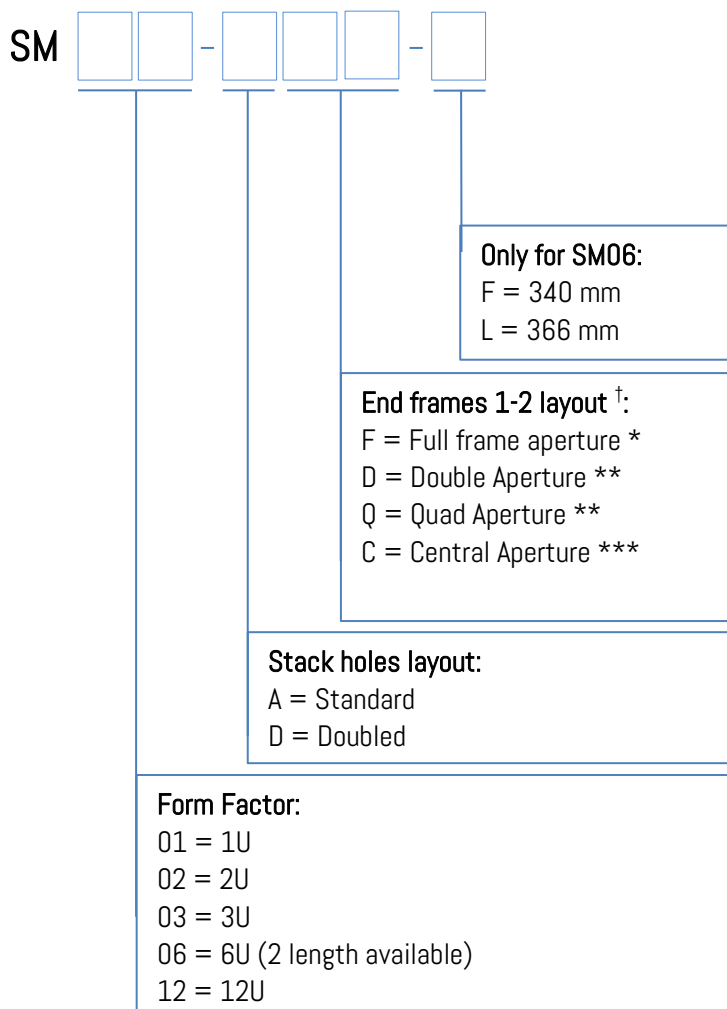 SM - -
Only for SM06:
F = 340 mm
L = 366 mm
End frames 1-2 layout †:
F = Full frame aperture *
D = Double Aperture **
Q = Quad Aperture **
C = Central Aperture ***
Stack holes layout:
A = Standard
D = Doubled
Form Factor:
01 = 1U
02 = 2U
03 = 3U
06 = 6U (2 length available)
12 = 12U